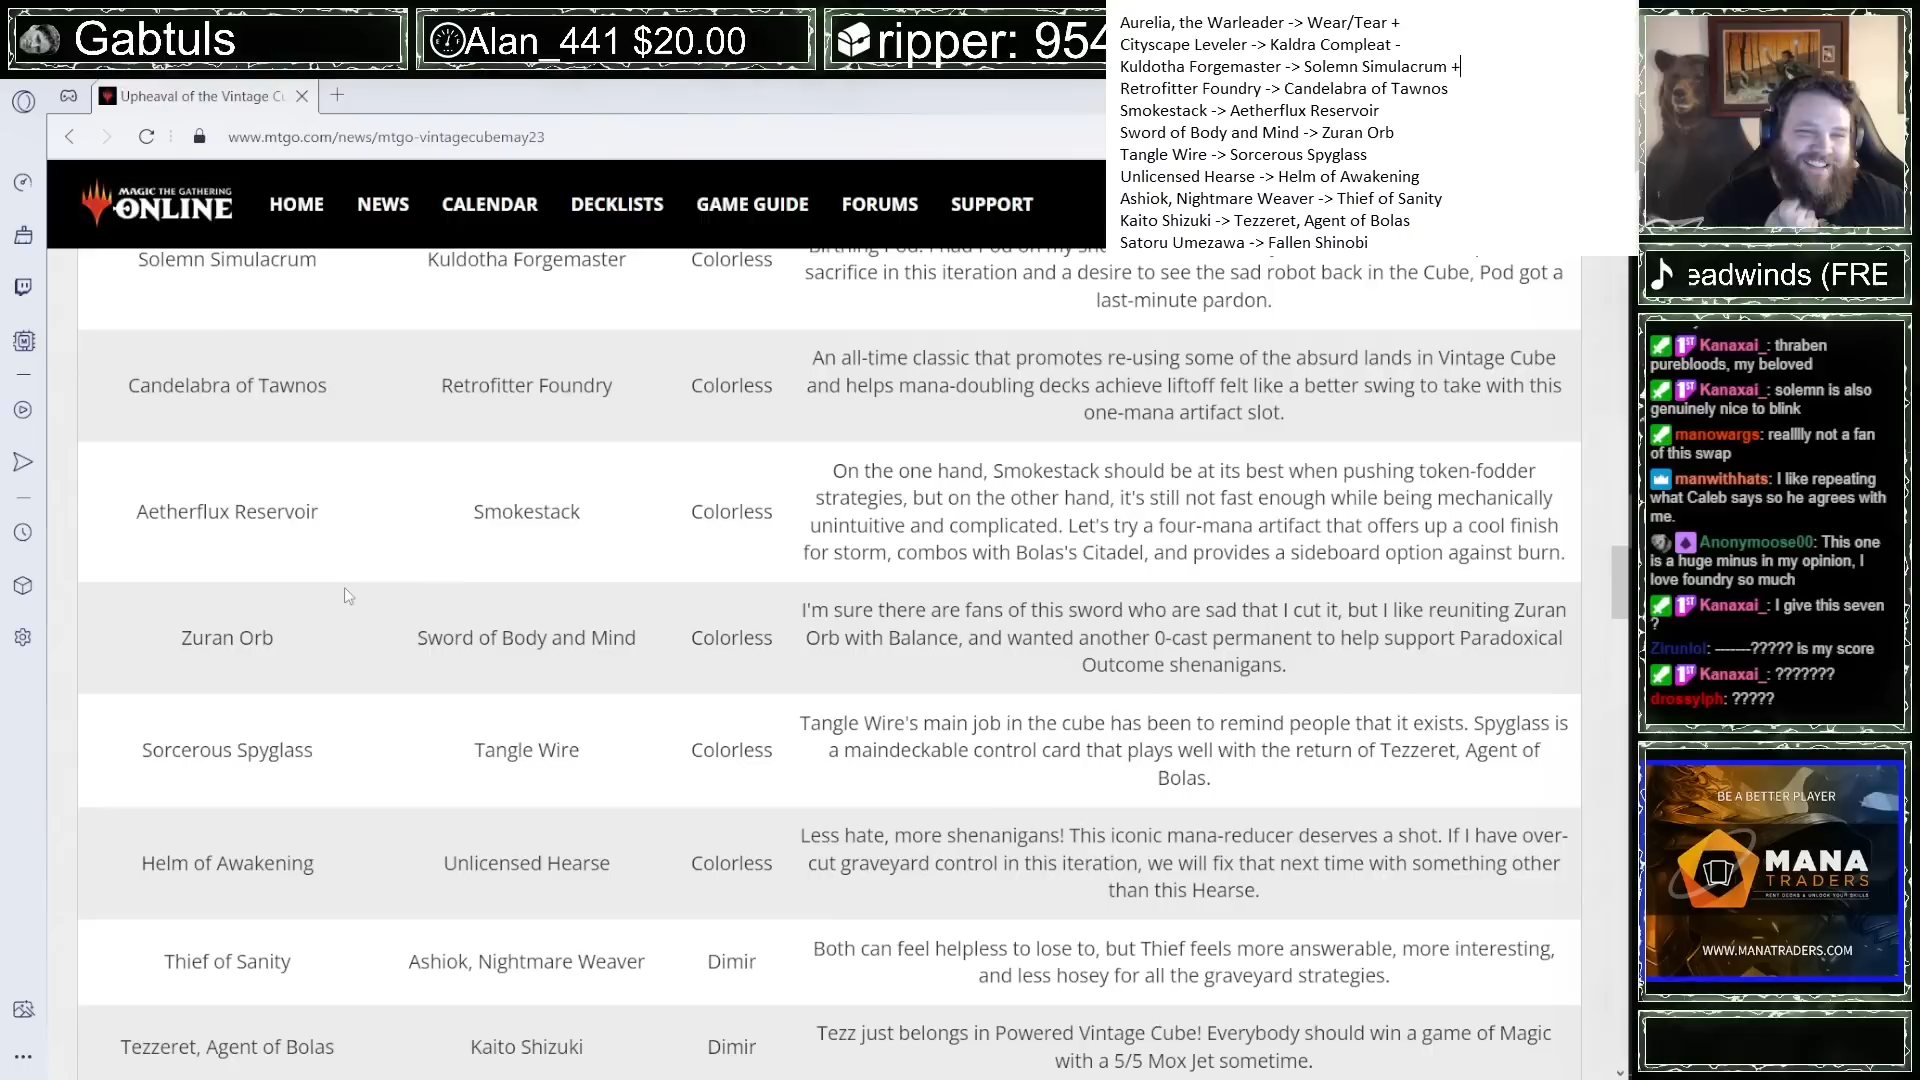 Gabtuls
Alan_441 $20.00
ripper: 954
Aurelia, the Warleader -> Wear/Tear +
Cityscape Leveler -> Kaldra Compleat -
Kuldotha Forgemaster -> Solemn Simulacrum +
Retrofitter Foundry -> Candelabra of Tawnos
Smokestack -> Aetherflux Reservoir
Sword of Body and Mind -> Zuran Orb
Tangle Wire -> Sorcerous Spyglass
Unlicensed Hearse -> Helm of Awakening
Ashiok, Nightmare Weaver -> Thief of Sanity
Kaito Shizuki -> Tezzeret, Agent of Bolas
Satoru Umezawa -> Fallen Shinobi
Upheaval of the Vintage Cu
www.mtgo.com/news/mtgo-vintagecubemay23
MAGIC THE GATHERING
ONLINE
HOME NEWS CALENDAR DECKLISTS GAME GUIDE FORUMS SUPPORT
Solemn Simulacrum
Kuldotha Forgemaster
Colorless
sacrifice in this iteration and a desire to see the sad robot back in the Cube, Pod got a
last-minute pardon.
Candelabra of Tawnos
Retrofitter Foundry
Colorless
An all-time classic that promotes re-using some of the absurd lands in Vintage Cube
and helps mana-doubling decks achieve liftoff felt like a better swing to take with this
one-mana artifact slot.
Aetherflux Reservoir
Smokestack
Colorless
On the one hand, Smokestack should be at its best when pushing token-fodder
strategies, but on the other hand, it's still not fast enough while being mechanically
unintuitive and complicated. Let's try a four-mana artifact that offers up a cool finish
for storm, combos with Bolas's Citadel, and provides a sideboard option against burn.
Zuran Orb
Sword of Body and Mind
Colorless
I'm sure there are fans of this sword who are sad that I cut it, but I like reuniting Zuran
Orb with Balance, and wanted another 0-cast permanent to help support Paradoxical
Outcome shenanigans.
Sorcerous Spyglass
Tangle Wire
Colorless
Tangle Wire's main job in the cube has been to remind people that it exists. Spyglass is
a maindeckable control card that plays well with the return of Tezzeret, Agent of
Bolas.
Helm of Awakening
Unlicensed Hearse
Colorless
Less hate, more shenanigans! This iconic mana-reducer deserves a shot. If I have over-
cut graveyard control in this iteration, we will fix that next time with something other
than this Hearse.
Thief of Sanity
Ashiok, Nightmare Weaver
Dimir
Both can feel helpless to lose to, but Thief feels more answerable, more interesting,
and less hosey for all the graveyard strategies.
Tezzeret, Agent of Bolas
Kaito Shizuki
Dimir
Tezz just belongs in Powered Vintage Cube! Everybody should win a game of Magic
with a 5/5 Mox Jet sometime.
eadwinds (FRE
Kanaxai_: thraben
purebloods, my beloved
Kanaxai_: solemn is also
genuinely nice to blink
manowargs: realllly not a fan
of this swap
manwithhats: I like repeating
what Caleb says so he agrees with
me.
Anonymoose00: This one
is a huge minus in my opinion, I
love foundry so much
Kanaxai_: I give this seven
?
Zirunlol: -------????? is my score
Kanaxai_: ???????
drossylph: ?????
BE A BETTER PLAYER
MANA
TRADERS
RENT DECKS & UNLOCK YOUR SKILLS
WWW.MANATRADERS.COM